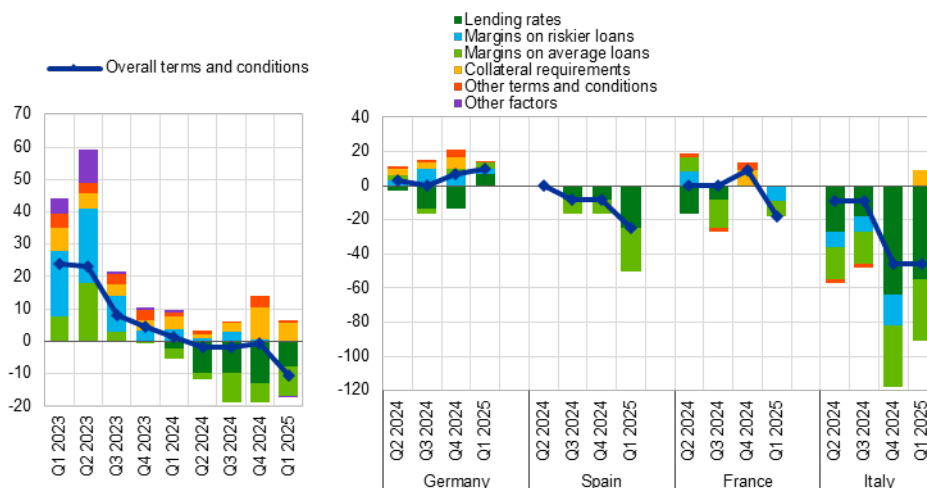 Lending rates
Margins on riskier loans
Margins on average loans
Collateral requirements
Other terms and conditions
Other factors
Overall terms and conditions
70
60
50
40
30
20
10
0
-10
-20
Q1 2023
Q2 2023
Q3 2023
Q4 2023
Q1 2024
Q2 2024
Q3 2024
Q4 2024
Q1 2025
40
20
0
-20
-40
-60
-80
-100
-120
Q2 2024
Q3 2024
Q4 2024
Q1 2025
Q2 2024
Q3 2024
Q4 2024
Q1 2025
Q2 2024
Q3 2024
Q4 2024
Q1 2025
Q2 2024
Q3 2024
Q4 2024
Q1 2025
Germany
Spain
France
Italy